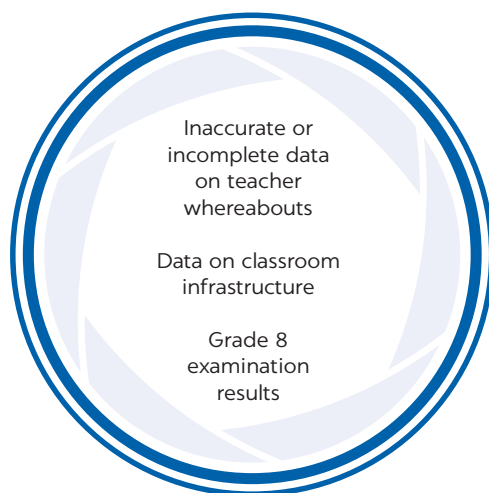 Inaccurate or
incomplete data
on teacher
whereabouts
Data on classroom
infrastructure
Grade 8
examination
results